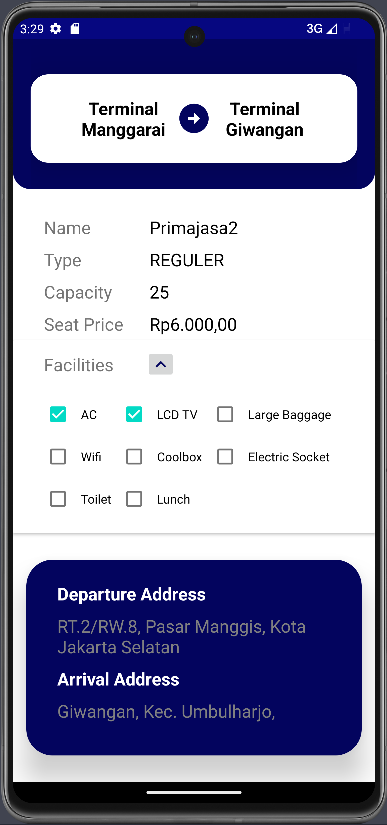 3:29
3G
Terminal Manggarai
Terminal Giwangan
Name Primajasa2
Type REGULER
Capacity 25
Seat Price Rp6.000,00
Facilities
AC LCD TV Large Baggage
Wifi Coolbox Electric Socket
Toilet Lunch
Departure Address
RT.2/RW.8, Pasar Manggis, Kota
Jakarta Selatan
Arrival Address
Giwangan, Kec. Umbulharjo,